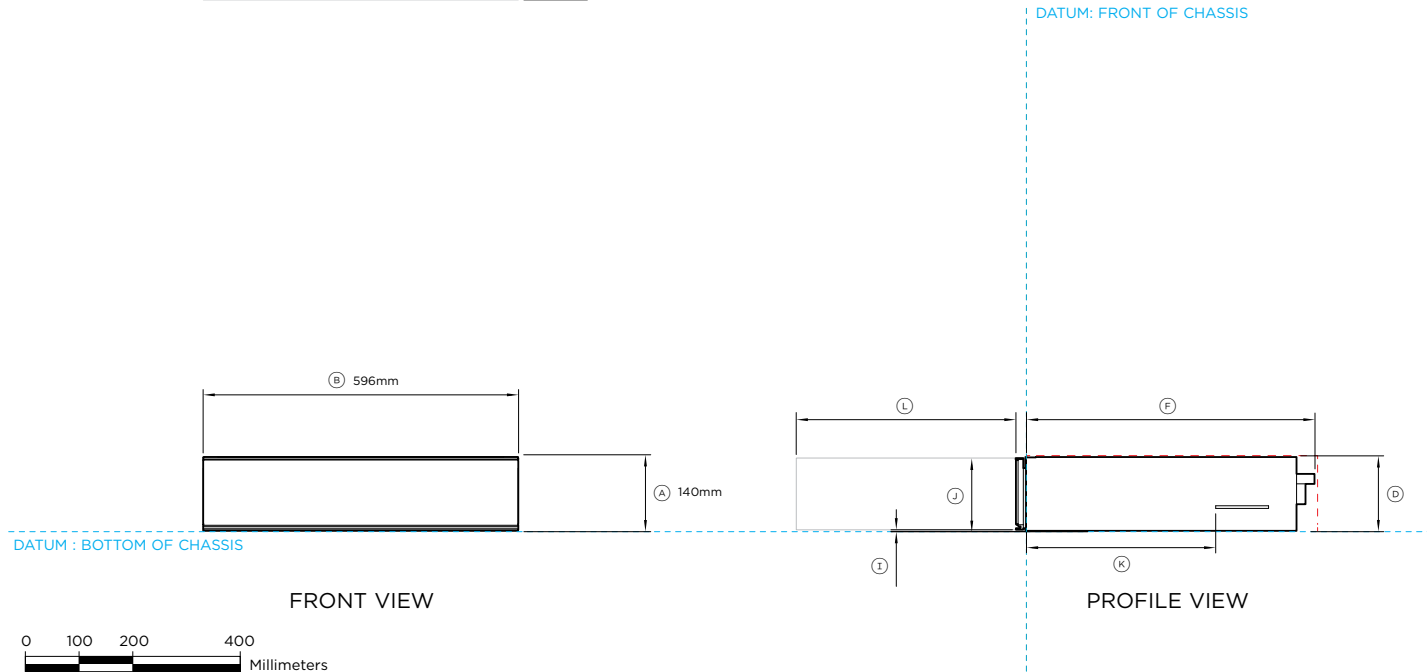 DATUM: FRONT OF CHASSIS
B 596mm
L
F
A 140mm
J
D
DATUM : BOTTOM OF CHASSIS
I
K
FRONT VIEW
PROFILE VIEW
0 100 200 400
Millimeters